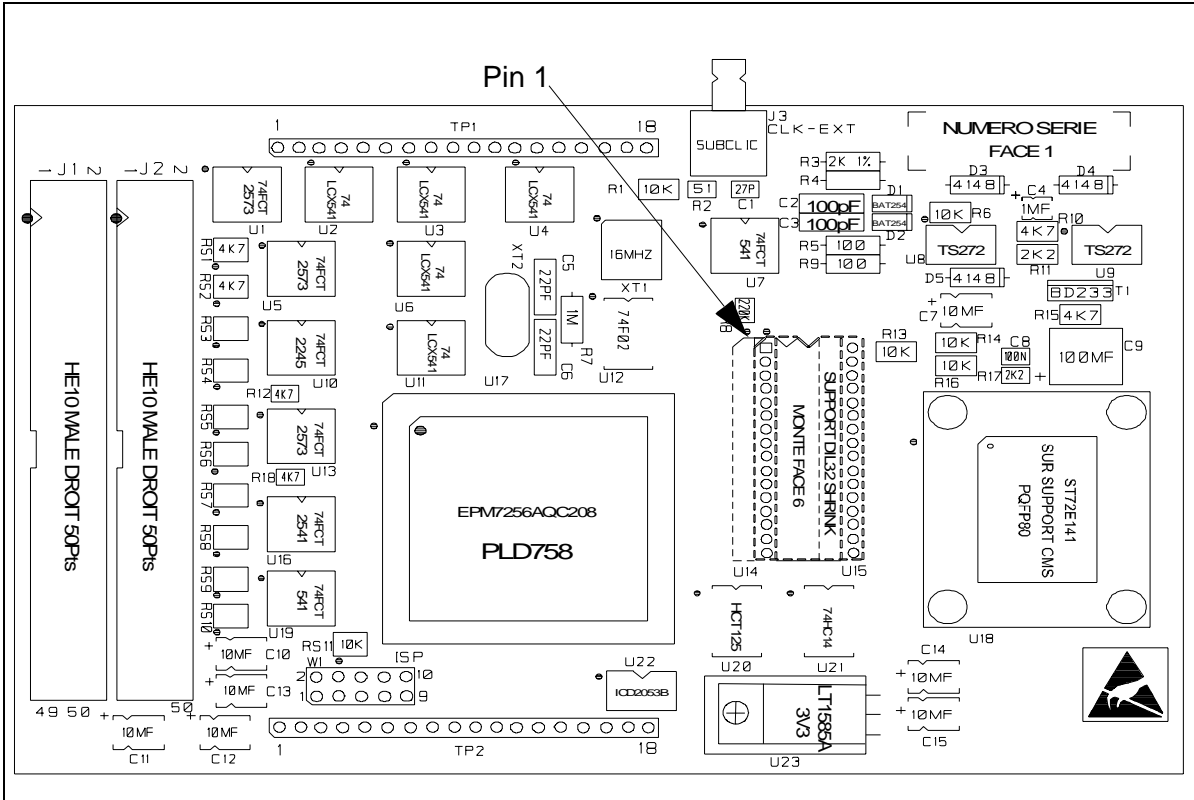 Pin 1
1 TP1 18
J3
CLK-EXT
SUBCLIC
NUMERO SERIE
FACE 1
1 J1 2
1 J2 2
HE10 MALE DROIT 50Pts
HE10 MALE DROIT 50Pts
49 50
50
74FCT
2573
U1
74
LCX541
U2
74
LCX541
U3
74
LCX541
U4
R1 10K
51
R2
27P
C1
R3 2K 1%
R4
C2 100pF
C3 100pF
D1
BAT254
BAT254
D2
R5 100
R9 100
D3
4148
D4
4148
10K R6
C4
+
1MF
R10
4K7
2K2
R11
U8
TS272
TS272
U9
D5 4148
BD233 T1
+
C7 10MF
R15 4K7
RS1 4K7
RS2 4K7
RS3
RS4
RS5
RS6
RS7
RS8
RS9
RS10
74FCT
2573
U5
74
LCX541
U6
XT2
22PF
C5
22PF
C6
1M
R7
16MHZ
XT1
74F02
U12
U17
74FCT
541
U7
220K
R8
74FCT
2245
U10
74
LCX541
U11
R12 4K7
74FCT
2573
U13
R18 4K7
74FCT
2541
U16
74FCT
541
U19
EPM7256AQC208
PLD758
MONTE FACE 6
SUPPORT DIL32 SHRINK
U14
U15
R13
10K
10K R14
10K
R16
C8
100N
R17 2K2
+
100MF
C9
ST72E141
SUR SUPPORT CMS
PQFP80
U18
HCT125
U20
74HC14
U21
+ 10MF C10
+ 10MF C13
+ 10MF
C11
+ 10MF
C12
RS11 10K
W1 ISP
2 10
1 9
U22
ICD2053B
LT1585A
3V3
U23
C14
+ 10MF
+ 10MF
C15
1 TP2 18